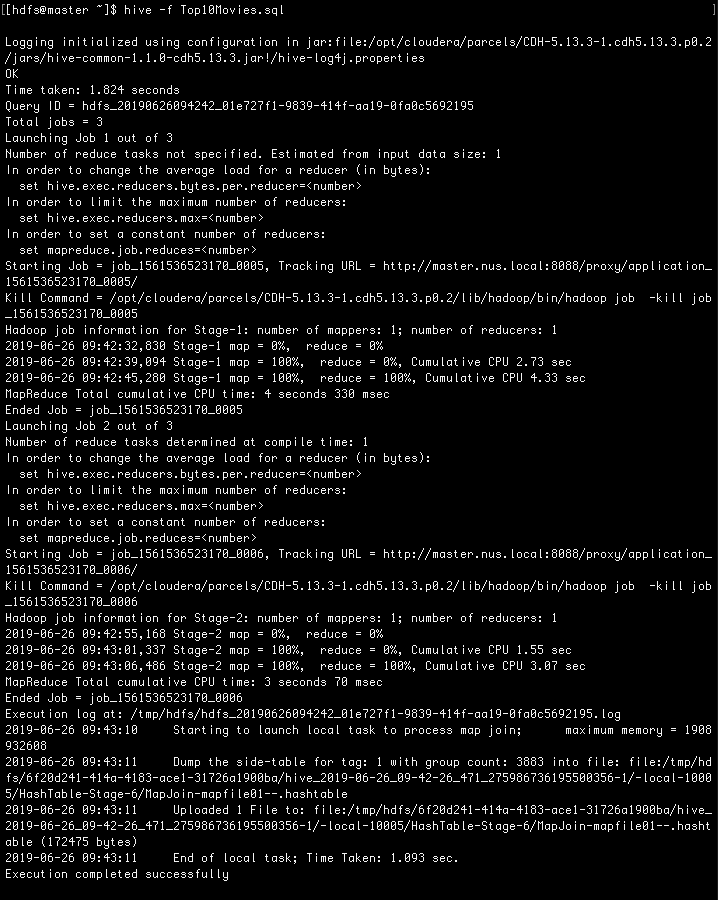 [[hdfs@master ~]$ hive -f Top10Movies.sql ]
Logging initialized using configuration in jar:file:/opt/cloudera/parcels/CDH-5.13.3-1.cdh5.13.3.p0.2
/jars/hive-common-1.1.0-cdh5.13.3.jar!/hive-log4j.properties
OK
Time taken: 1.824 seconds
Query ID = hdfs_20190626094242_01e727f1-9839-414f-aa19-0fa0c5692195
Total jobs = 3
Launching Job 1 out of 3
Number of reduce tasks not specified. Estimated from input data size: 1
In order to change the average load for a reducer (in bytes):
  set hive.exec.reducers.bytes.per.reducer=<number>
In order to limit the maximum number of reducers:
  set hive.exec.reducers.max=<number>
In order to set a constant number of reducers:
  set mapreduce.job.reduces=<number>
Starting Job = job_1561536523170_0005, Tracking URL = http://master.nus.local:8088/proxy/application_
1561536523170_0005/
Kill Command = /opt/cloudera/parcels/CDH-5.13.3-1.cdh5.13.3.p0.2/lib/hadoop/bin/hadoop job  -kill job
_1561536523170_0005
Hadoop job information for Stage-1: number of mappers: 1; number of reducers: 1
2019-06-26 09:42:32,830 Stage-1 map = 0%,  reduce = 0%
2019-06-26 09:42:39,094 Stage-1 map = 100%,  reduce = 0%, Cumulative CPU 2.73 sec
2019-06-26 09:42:45,280 Stage-1 map = 100%,  reduce = 100%, Cumulative CPU 4.33 sec
MapReduce Total cumulative CPU time: 4 seconds 330 msec
Ended Job = job_1561536523170_0005
Launching Job 2 out of 3
Number of reduce tasks determined at compile time: 1
In order to change the average load for a reducer (in bytes):
  set hive.exec.reducers.bytes.per.reducer=<number>
In order to limit the maximum number of reducers:
  set hive.exec.reducers.max=<number>
In order to set a constant number of reducers:
  set mapreduce.job.reduces=<number>
Starting Job = job_1561536523170_0006, Tracking URL = http://master.nus.local:8088/proxy/application_
1561536523170_0006/
Kill Command = /opt/cloudera/parcels/CDH-5.13.3-1.cdh5.13.3.p0.2/lib/hadoop/bin/hadoop job  -kill job
_1561536523170_0006
Hadoop job information for Stage-2: number of mappers: 1; number of reducers: 1
2019-06-26 09:42:55,168 Stage-2 map = 0%,  reduce = 0%
2019-06-26 09:43:01,337 Stage-2 map = 100%,  reduce = 0%, Cumulative CPU 1.55 sec
2019-06-26 09:43:06,486 Stage-2 map = 100%,  reduce = 100%, Cumulative CPU 3.07 sec
MapReduce Total cumulative CPU time: 3 seconds 70 msec
Ended Job = job_1561536523170_0006
Execution log at: /tmp/hdfs/hdfs_20190626094242_01e727f1-9839-414f-aa19-0fa0c5692195.log
2019-06-26 09:43:10     Starting to launch local task to process map join;      maximum memory = 1908
932608
2019-06-26 09:43:11     Dump the side-table for tag: 1 with group count: 3883 into file: file:/tmp/hd
fs/6f20d241-414a-4183-ace1-31726a1900ba/hive_2019-06-26_09-42-26_471_275986736195500356-1/-local-1000
5/HashTable-Stage-6/MapJoin-mapfile01--.hashtable
2019-06-26 09:43:11     Uploaded 1 File to: file:/tmp/hdfs/6f20d241-414a-4183-ace1-31726a1900ba/hive_
2019-06-26_09-42-26_471_275986736195500356-1/-local-10005/HashTable-Stage-6/MapJoin-mapfile01--.hasht
able (172475 bytes)
2019-06-26 09:43:11     End of local task; Time Taken: 1.093 sec.
Execution completed successfully